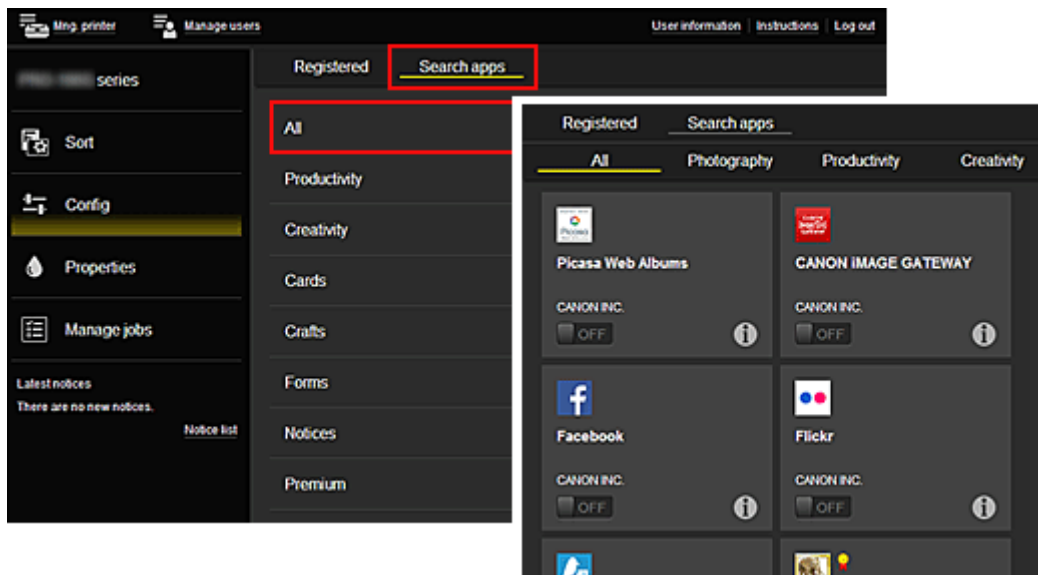 Mng. printer
Manage users
User information
Instructions
Log out
series
Sort
Config
Properties
Manage jobs
Latest notices
There are no new notices.
Notice list
Registered
Search apps
All
Productivity
Creativity
Cards
Crafts
Forms
Notices
Premium
Registered
Search apps
All
Photography
Productivity
Creativity
Picasa
Picasa Web Albums
CANON INC.
OFF
CANON iMAGE GATEWAY
CANON INC.
OFF
Facebook
CANON INC.
OFF
Flickr
CANON INC.
OFF